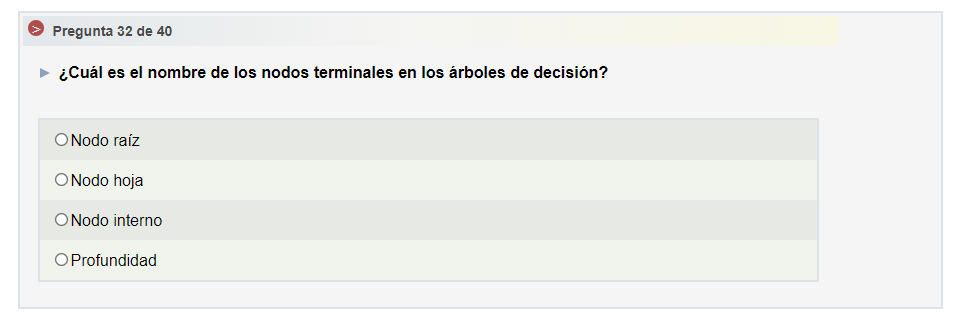 Pregunta 32 de 40
¿Cuál es el nombre de los nodos terminales en los árboles de decisión?
Nodo raíz
Nodo hoja
Nodo interno
Profundidad